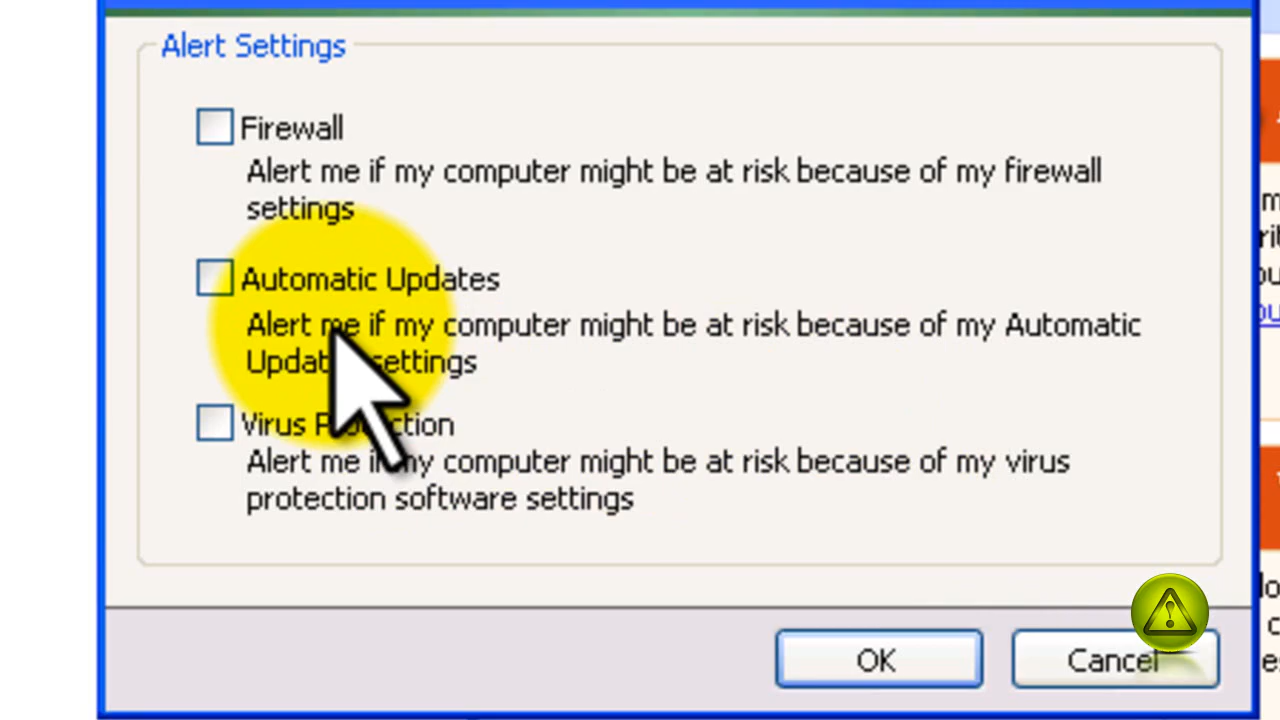 Alert Settings
Firewall
Alert me if my computer might be at risk because of my firewall
settings
Automatic Updates
Alert me if my computer might be at risk because of my Automatic
settings
Virus
Alert me my computer might be at risk because of my virus
protection software settings
OK
Cancel